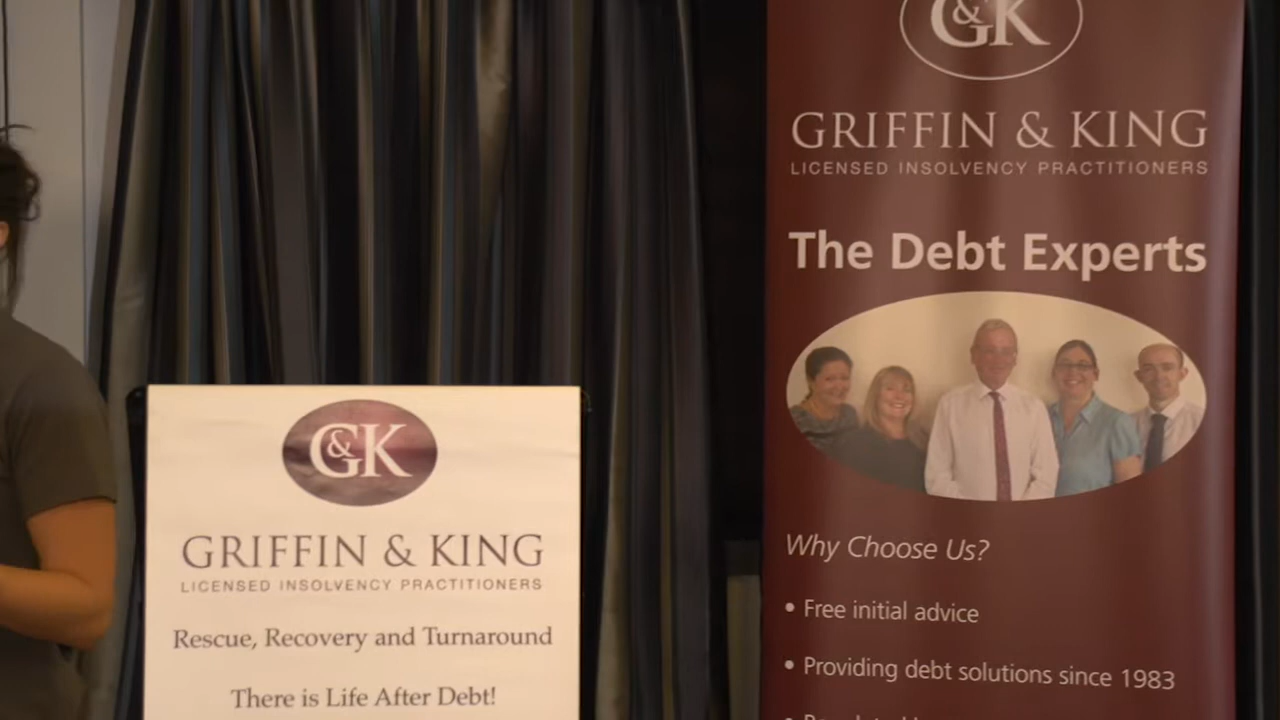 G&K
GRIFFIN & KING
LICENSED INSOLVENCY PRACTITIONERS
Rescue, Recovery and Turnaround
There is Life After Debt!
G&K
GRIFFIN & KING
LICENSED INSOLVENCY PRACTITIONERS
The Debt Experts
Why Choose Us?
• Free initial advice
• Providing debt solutions since 1983